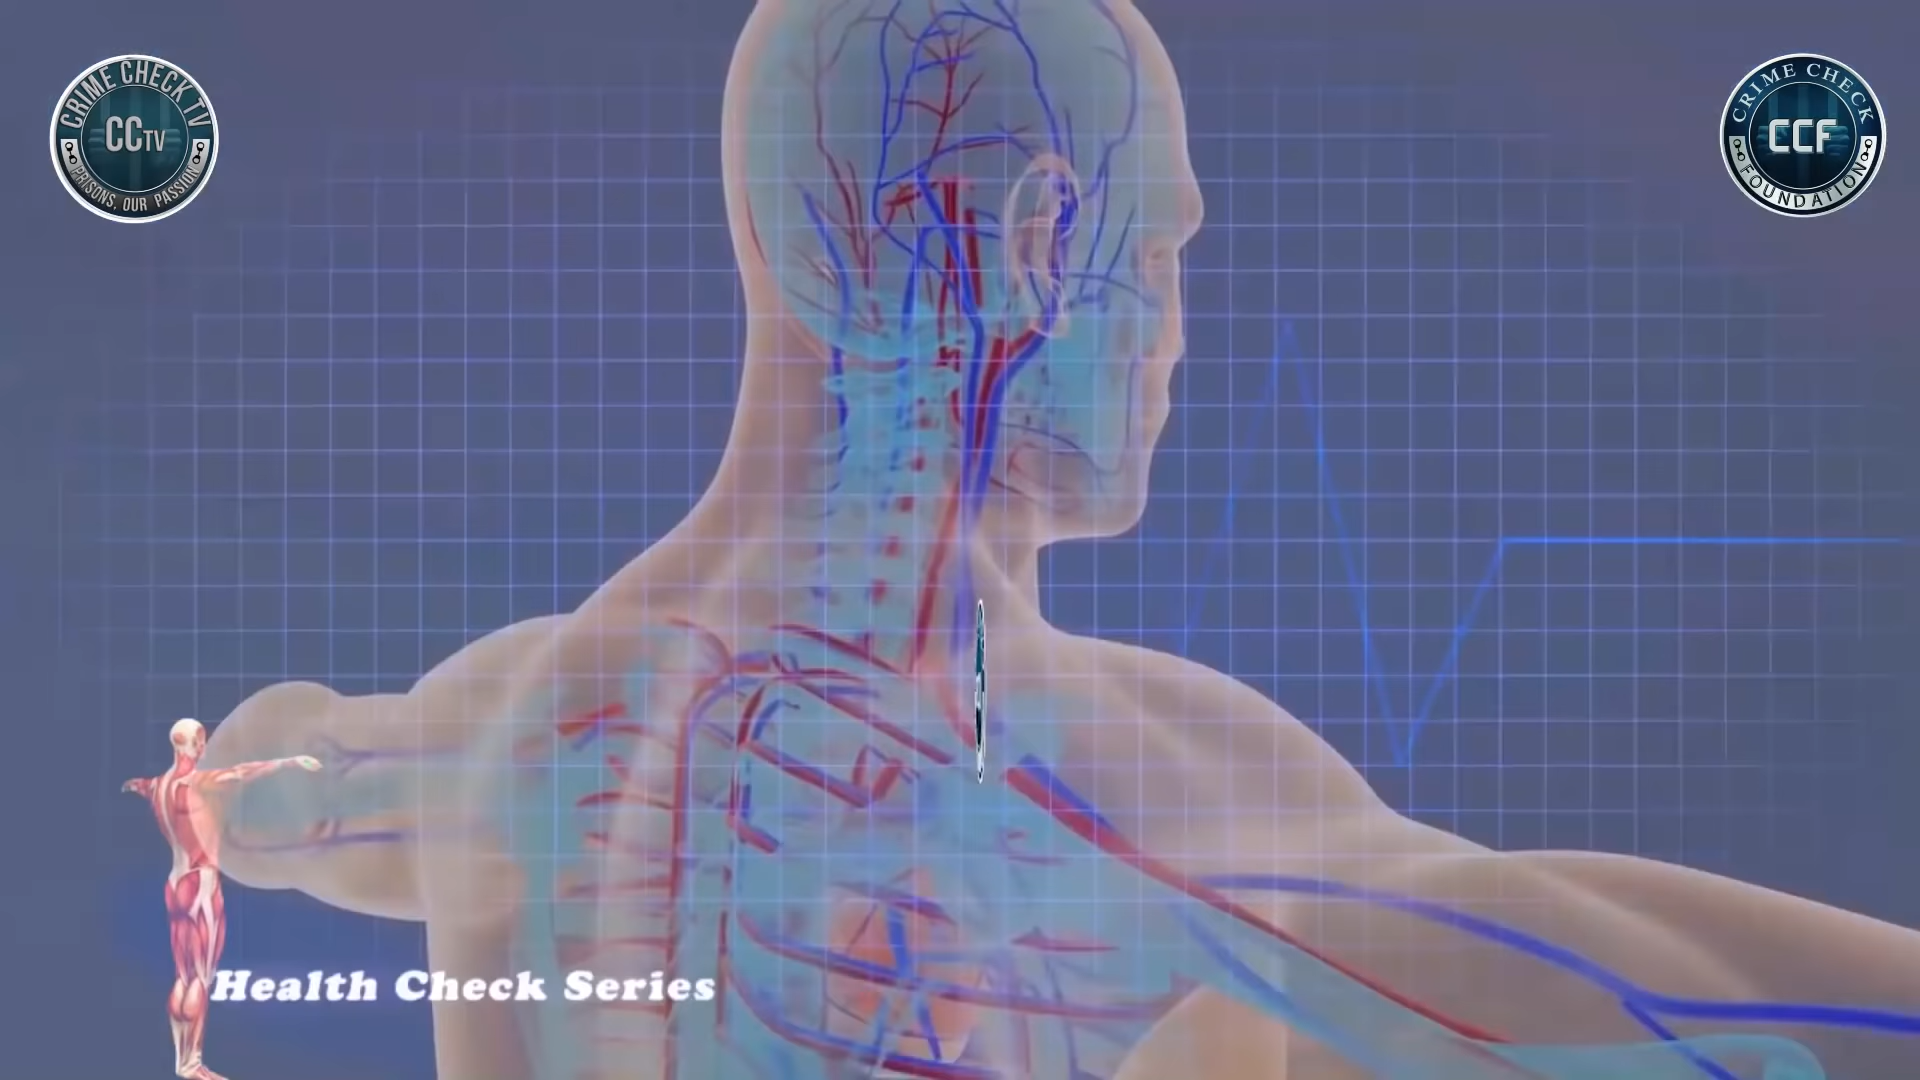 CRIME CHECK TV
CCTV
PRISONS, OUR PASSION
CRIME CHECK
CCF
FOUNDATION
Health Check Series